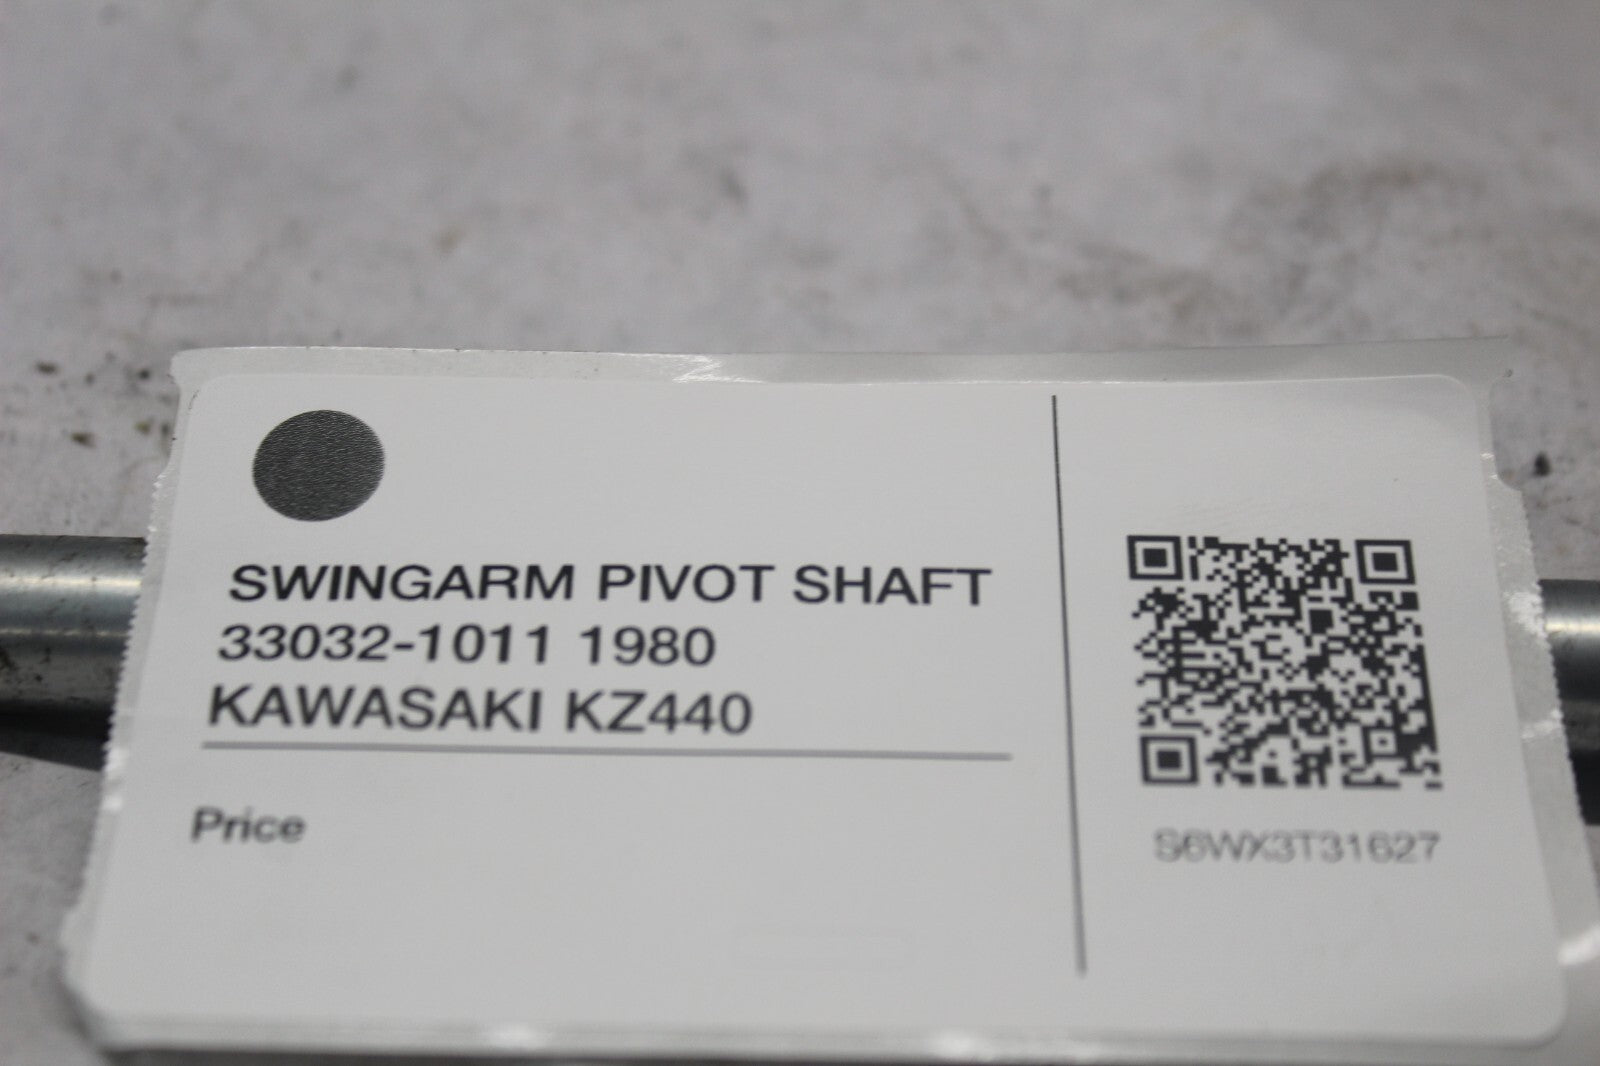 SWINGARM PIVOT SHAFT
33032-1011 1980
KAWASAKI KZ440
Price
S6WX3T31627